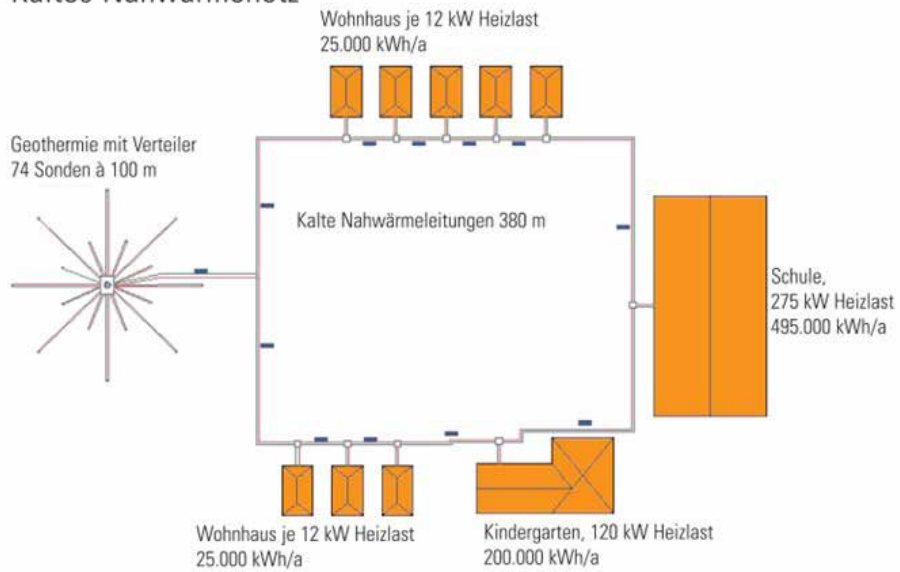 Kaltes Nahwärmenetz
Wohnhaus je 12 kW Heizlast
25.000 kWh/a
Geothermie mit Verteiler
74 Sonden à 100 m
Kalte Nahwärmeleitungen 380 m
Schule,
275 kW Heizlast
495.000 kWh/a
Wohnhaus je 12 kW Heizlast
25.000 kWh/a
Kindergarten, 120 kW Heizlast
200.000 kWh/a